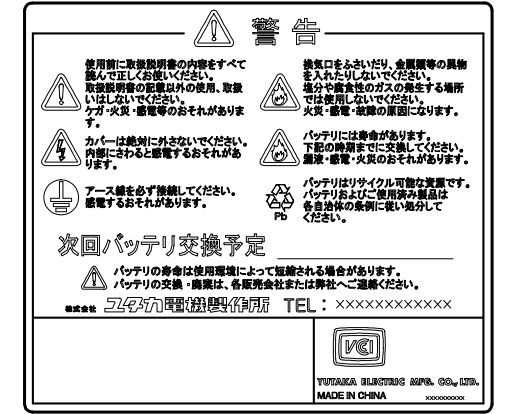 警告
使用前に取扱説明書の内容をすべて
読んで正しくお使いください。
取扱説明書の記載以外の使用、取扱
いはしないでください。
ケガ・火災・感電等のおそれがありま
す。
カバーは絶対に外さないでください。
内部にさわると感電するおそれがあ
ります。
アース線を必ず接続してください。
感電するおそれがあります。
換気口をふさいだり、金属類等の異物
を入れたりしないでください。
塩分や腐食性のガスの発生する場所
では使用しないでください。
火災・感電・故障の原因になります。
バッテリには寿命があります。
下記の時期までに交換してください。
漏液・感電・火災のおそれがあります。
Pb
バッテリはリサイクル可能な資源です。
バッテリおよびご使用済み製品は
各自治体の条例に従い処分して
ください。
次回バッテリ交換予定
バッテリの寿命は使用環境によって短縮される場合があります。
バッテリの交換・廃棄は、各販売会社または弊社へご連絡ください。
株式会社 ユタカ電機製作所 TEL：××××××××××××
YCI
YUTAKA ELECTRIC MFG. CO., LTD.
MADE IN CHINA xxxxxxxxxx